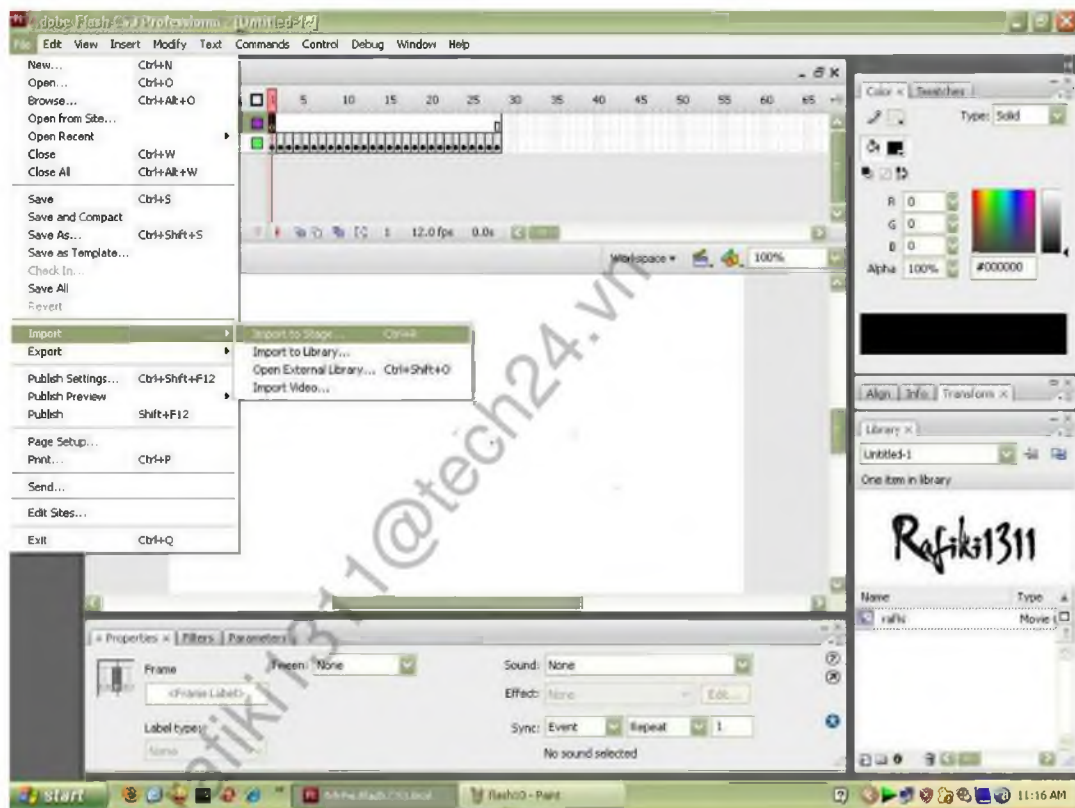 Adobe Flash CS3 Professional - [Untitled-1*]
File Edit View Insert Modify Text Commands Control Debug Window Help
New... Ctrl+N
Open... Ctrl+O
Browse... Ctrl+Alt+O
Open from Site...
Open Recent
Close Ctrl+W
Close All Ctrl+Alt+W
Save Ctrl+S
Save and Compact
Save As... Ctrl+Shift+S
Save as Template...
Check In...
Save All
Revert
Import
Export
Publish Settings... Ctrl+Shift+F12
Publish Preview
Publish Shift+F12
Page Setup...
Print... Ctrl+P
Send...
Edit Sites...
Exit Ctrl+Q
Import to Stage... Ctrl+R
Import to Library...
Open External Library... Ctrl+Shift+O
Import Video...
1 5 10 15 20 25 30 35 40 45 50 55 60 65
1 12.0 fps 0.0s
Workspace 100%
Color × Swatches
Type: Solid
R 0
G 0
B 0
Alpha: 100% #000000
Align Info Transform ×
Library ×
Untitled-1
One item in library
Rafiki1311
Name Type
rafiki Movie
Properties × Filters Parameters
Frame
<Frame Label>
Label type:
Name
Tween: None
Sound: None
Effect: None Edit...
Sync: Event Repeat 1
No sound selected
rafiki1311@tech24.vn
start
flash10 - Paint
11:16 AM